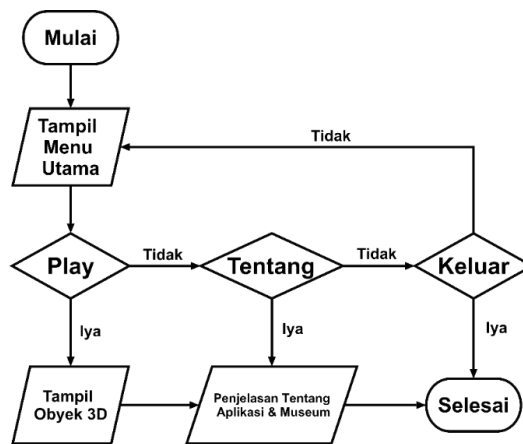 Mulai
Tampil
Menu
Utama
Tidak
Play
Tidak
Tentang
Tidak
Keluar
Iya
Iya
Iya
Tampil
Obyek 3D
Penjelasan Tentang
Aplikasi & Museum
Selesai